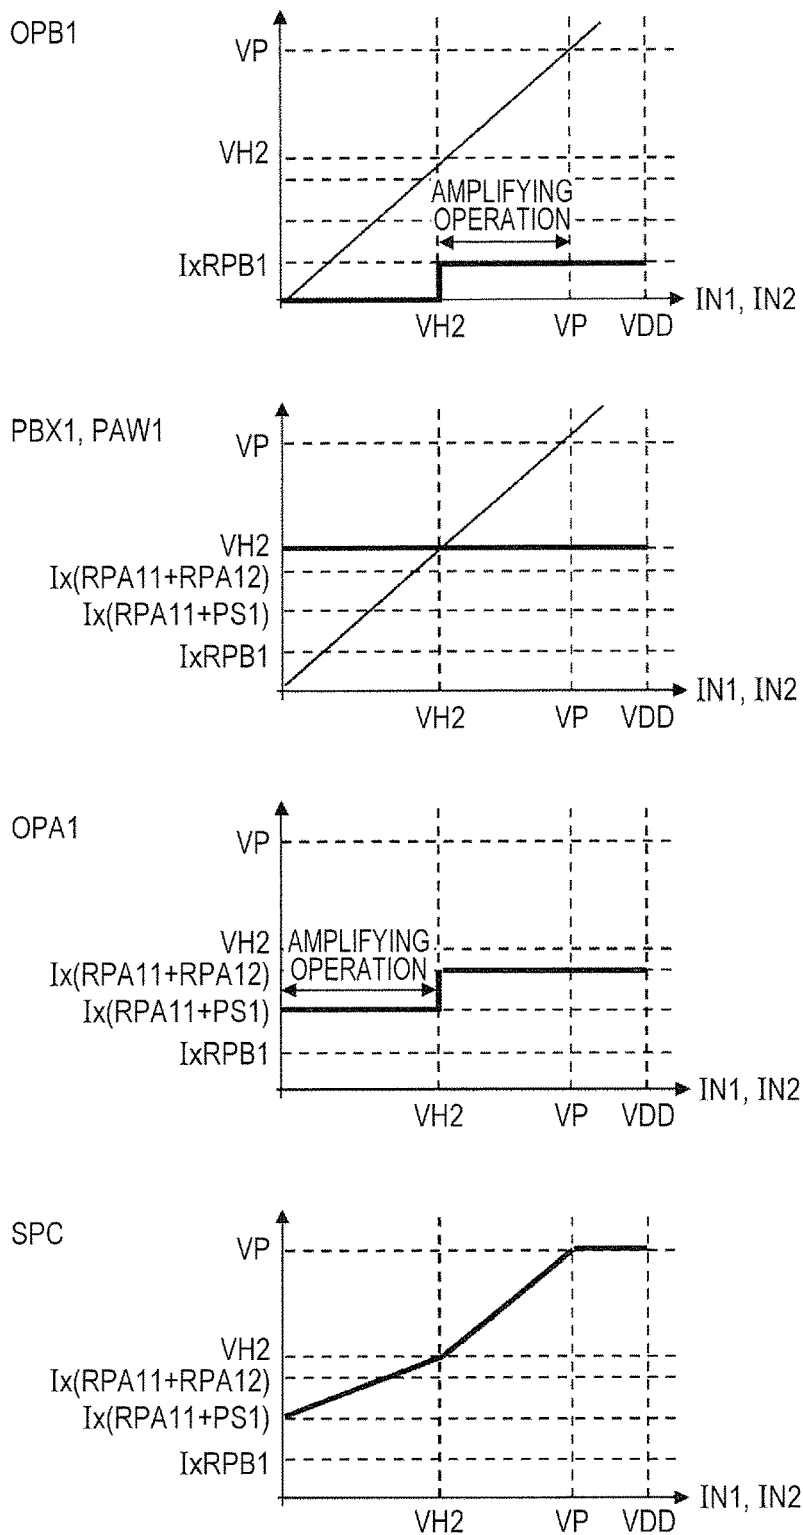 OPB1
VP
VH2
AMPLIFYING
OPERATION
IxRPB1
IN1, IN2
VH2 VP VDD
PBX1, PAW1
VP
VH2
Ix(RPA11+RPA12)
Ix(RPA11+PS1)
IxRPB1
IN1, IN2
VH2 VP VDD
OPA1
VP
VH2
AMPLIFYING
Ix(RPA11+RPA12)
OPERATION
Ix(RPA11+PS1)
IxRPB1
IN1, IN2
VH2 VP VDD
SPC
VP
VH2
Ix(RPA11+RPA12)
Ix(RPA11+PS1)
IxRPB1
IN1, IN2
VH2 VP VDD